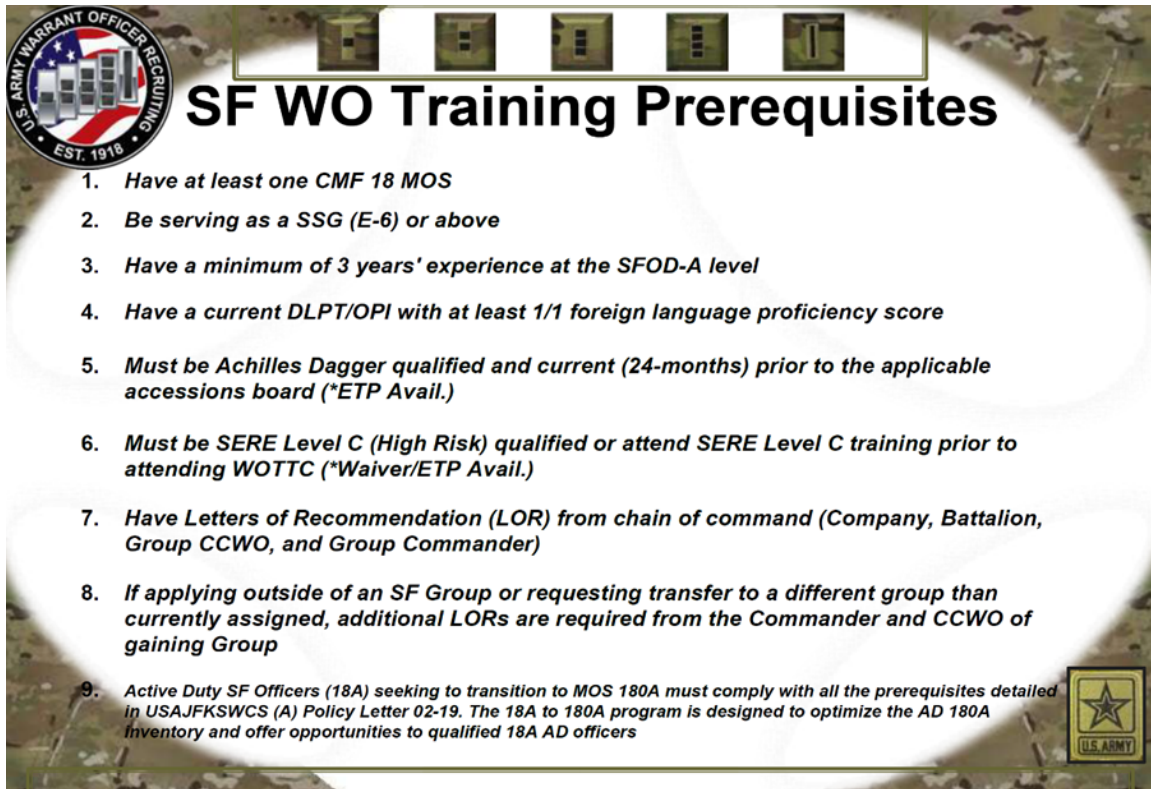 U.S. ARMY WARRANT OFFICER RECRUITING
EST. 1918
SF WO Training Prerequisites
1. Have at least one CMF 18 MOS
2. Be serving as a SSG (E-6) or above
3. Have a minimum of 3 years' experience at the SFOD-A level
4. Have a current DLPT/OPI with at least 1/1 foreign language proficiency score
5. Must be Achilles Dagger qualified and current (24-months) prior to the applicable
accessions board (*ETP Avail.)
6. Must be SERE Level C (High Risk) qualified or attend SERE Level C training prior to
attending WOTTC (*Waiver/ETP Avail.)
7. Have Letters of Recommendation (LOR) from chain of command (Company, Battalion,
Group CCWO, and Group Commander)
8. If applying outside of an SF Group or requesting transfer to a different group than
currently assigned, additional LORs are required from the Commander and CCWO of
gaining Group
9. Active Duty SF Officers (18A) seeking to transition to MOS 180A must comply with all the prerequisites detailed
in USAJFKSWCS (A) Policy Letter 02-19. The 18A to 180A program is designed to optimize the AD 180A
Inventory and offer opportunities to qualified 18A AD officers
U.S. ARMY